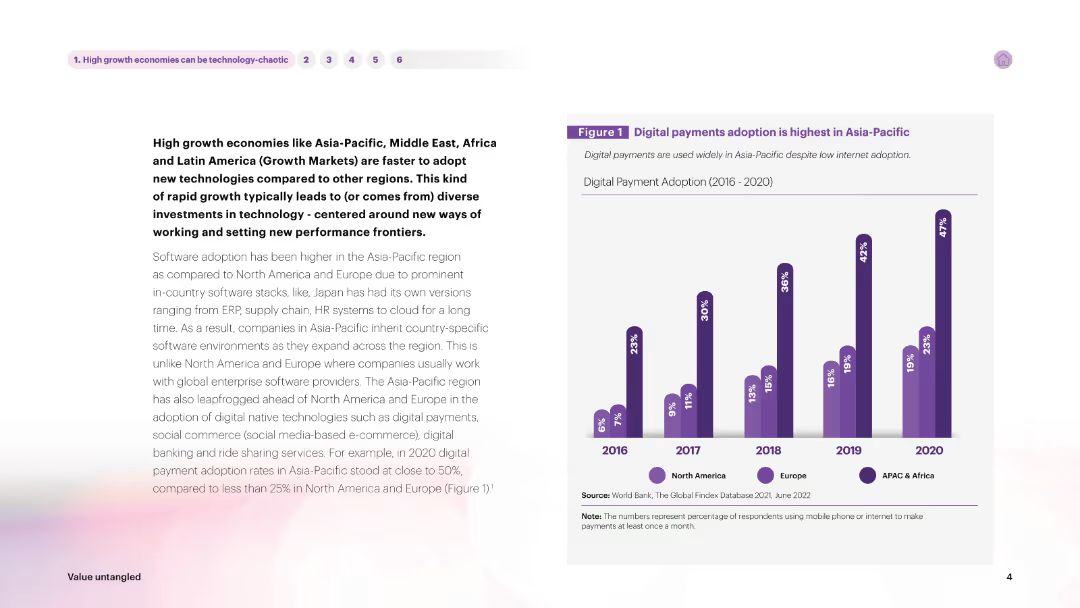 1. High growth economies can be technology-chaotic 2 3 4 5 6
High growth economies like Asia-Pacific, Middle East, Africa
and Latin America (Growth Markets) are faster to adopt
new technologies compared to other regions. This kind
of rapid growth typically leads to (or comes from) diverse
investments in technology - centered around new ways of
working and setting new performance frontiers.
Software adoption has been higher in the Asia-Pacific region
as compared to North America and Europe due to prominent
in-country software stacks, like, Japan has had its own versions
ranging from ERP, supply chain, HR systems to cloud for a long
time. As a result, companies in Asia-Pacific inherit country-specific
software environments as they expand across the region. This is
unlike North America and Europe where companies usually work
with global enterprise software providers. The Asia-Pacific region
has also leapfrogged ahead of North America and Europe in the
adoption of digital native technologies such as digital payments,
social commerce (social media-based e-commerce), digital
banking and ride sharing services. For example, in 2020 digital
payment adoption rates in Asia-Pacific stood at close to 50%,
compared to less than 25% in North America and Europe (Figure 1).1
Figure 1 Digital payments adoption is highest in Asia-Pacific
Digital payments are used widely in Asia-Pacific despite low internet adoption.
Digital Payment Adoption (2016 - 2020)
6% 7% 23% 9% 11% 30% 13% 15% 36% 16% 19% 42% 19% 23% 47%
2016 2017 2018 2019 2020
North America Europe APAC & Africa
Source: World Bank, The Global Findex Database 2021, June 2022
Note: The numbers represent percentage of respondents using mobile phone or internet to make
payments at least once a month.
Value untangled
4